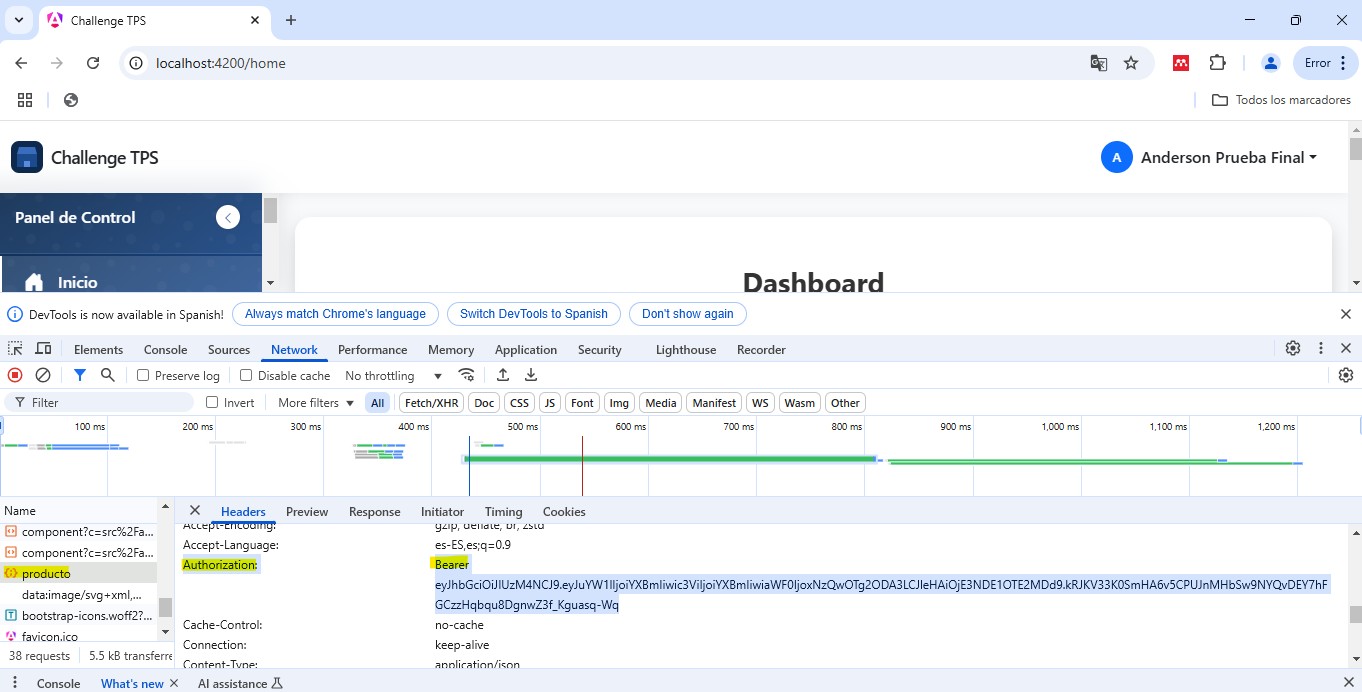 Challenge TPS
localhost:4200/home
Error
Todos los marcadores
Challenge TPS
A Anderson Prueba Final
Panel de Control
Inicio
Dashboard
DevTools is now available in Spanish! Always match Chrome's language Switch DevTools to Spanish Don't show again
Elements Console Sources Network Performance Memory Application Security Lighthouse Recorder
Preserve log Disable cache No throttling
Filter Invert More filters All Fetch/XHR Doc CSS JS Font Img Media Manifest WS Wasm Other
100 ms 200 ms 300 ms 400 ms 500 ms 600 ms 700 ms 800 ms 900 ms 1,000 ms 1,100 ms 1,200 ms
Name
component?c=src%2Fa...
component?c=src%2Fa...
producto
data:image/svg+xml,...
bootstrap-icons.woff2?...
favicon.ico
38 requests 5.5 kB transferre
Headers Preview Response Initiator Timing Cookies
Accept-Encoding: gzip, deflate, br, zstd
Accept-Language: es-ES,es;q=0.9
Authorization: Bearer
Cache-Control: no-cache
Connection: keep-alive
Content-Type: application/json
Console What's new AI assistance